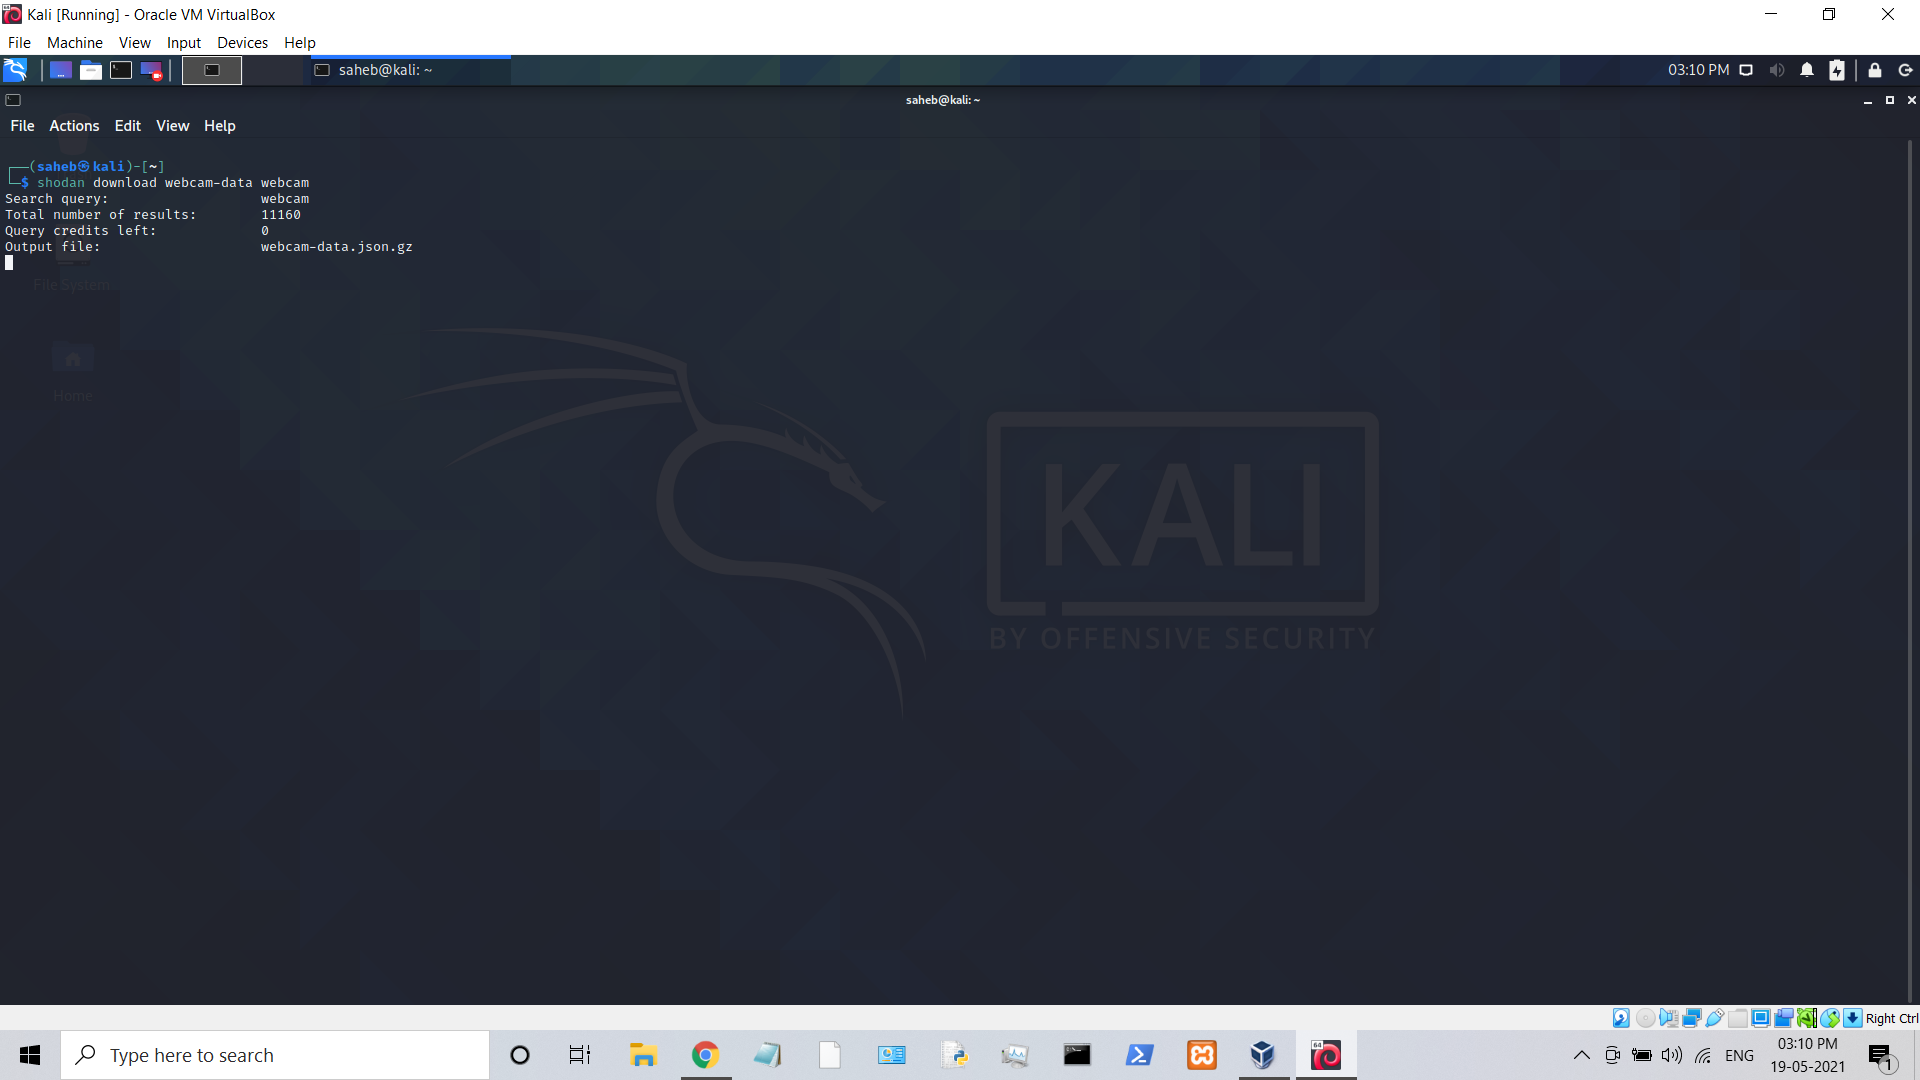 Kali [Running] - Oracle VM VirtualBox
File Machine View Input Devices Help
saheb@kali: ~
03:10 PM
saheb@kali: ~
File Actions Edit View Help
┌──(saheb㉿kali)-[~]
└─$ shodan download webcam-data webcam
Search query: webcam
Total number of results: 11160
Query credits left: 0
Output file: webcam-data.json.gz
File System
Home
KALI
BY OFFENSIVE SECURITY
Right Ctrl
Type here to search
64
ENG
03:10 PM
19-05-2021
1